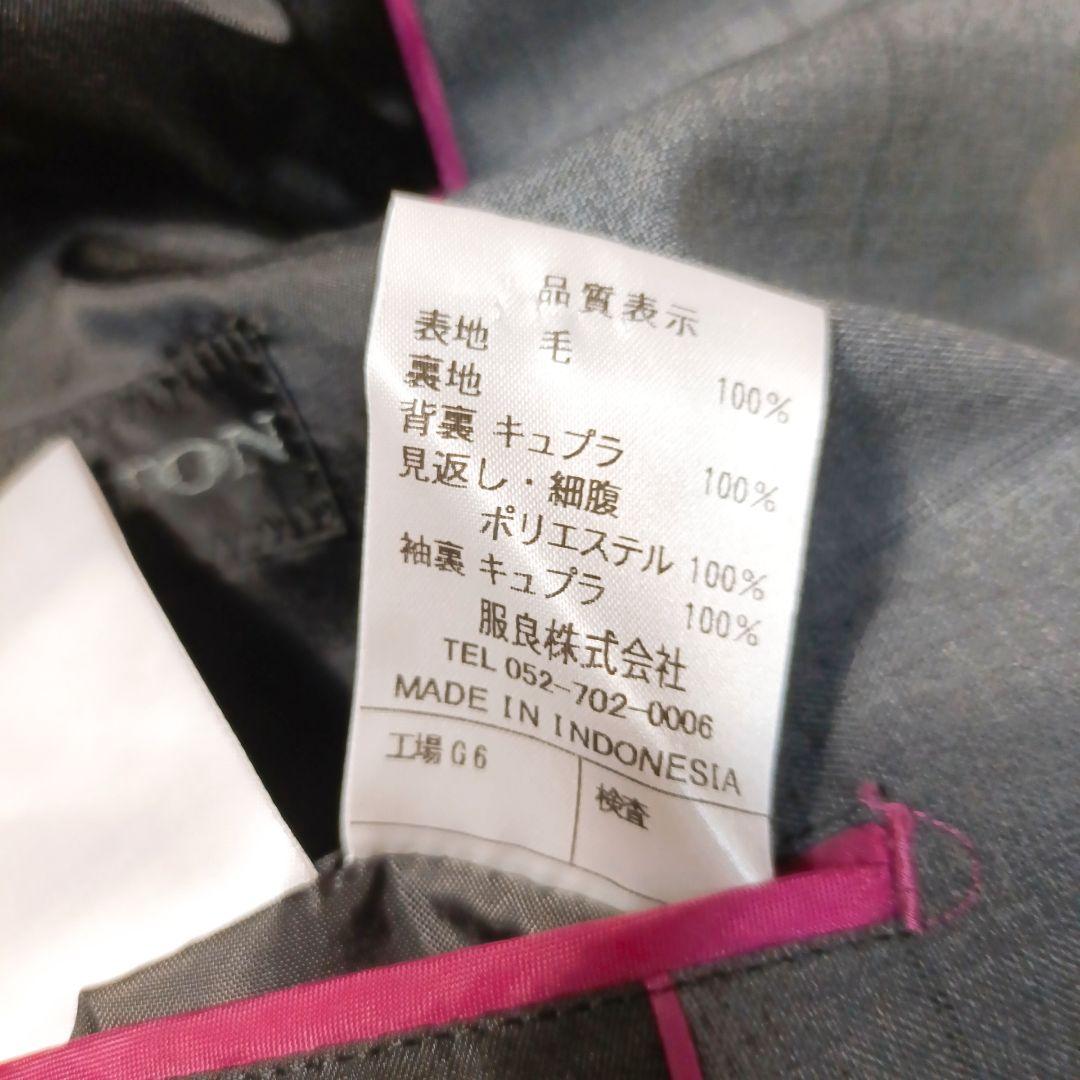 品質表示
表地 毛 100%
裏地
背裏 キュプラ 100%
見返し・細腹
ポリエステル 100%
袖裏 キュプラ 100%
服良株式会社
TEL 052-702-0006
MADE IN INDONESIA
工場 G6
検査
TON